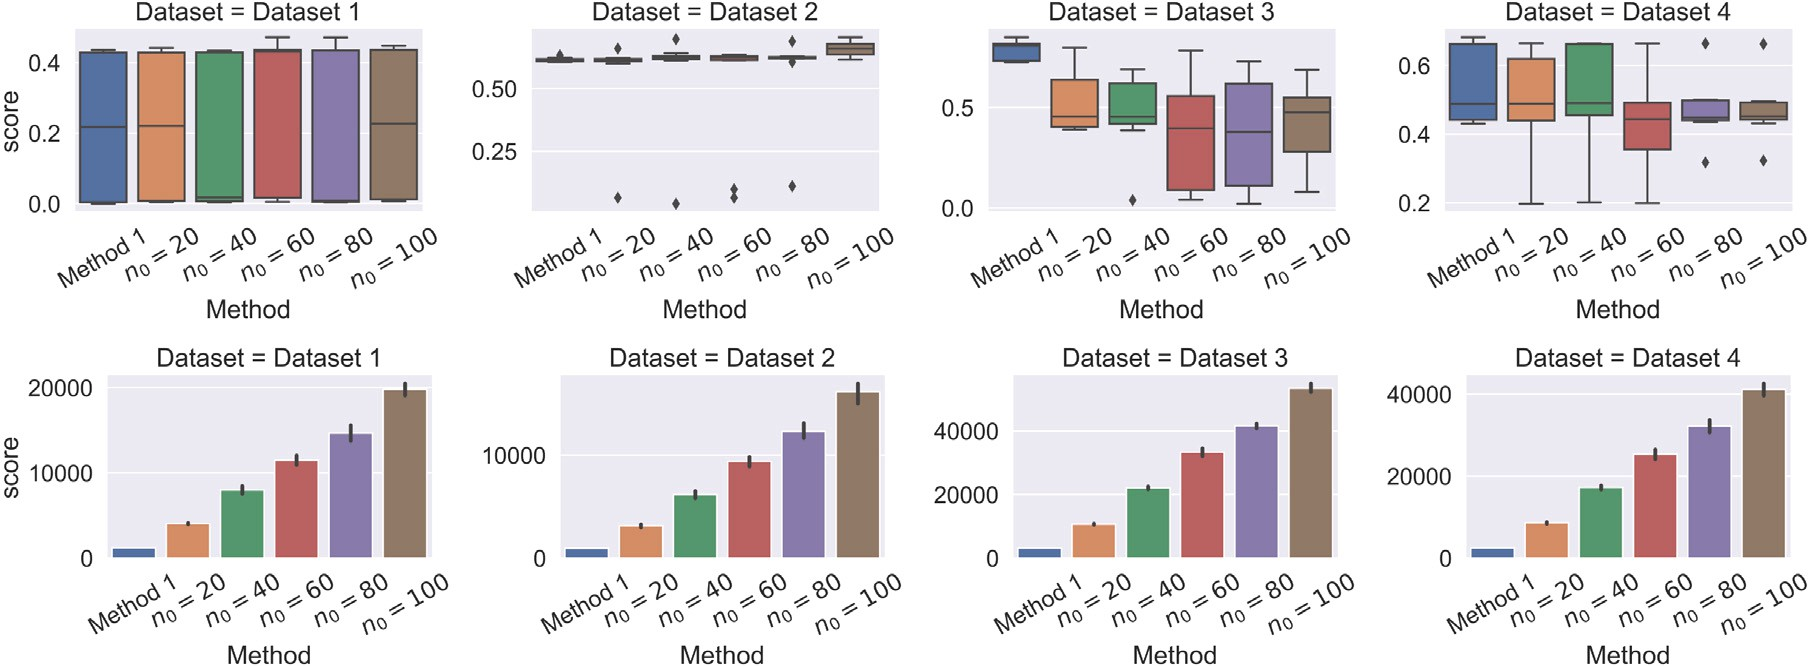 Dataset = Dataset 1
Dataset = Dataset 2
Dataset = Dataset 3
Dataset = Dataset 4
score
0.4
0.2
0.0
0.50
0.25
0.5
0.0
0.6
0.4
0.2
Method 1
n₀ = 20
n₀ = 40
n₀ = 60
n₀ = 80
n₀ = 100
Method 1
n₀ = 20
n₀ = 40
n₀ = 60
n₀ = 80
n₀ = 100
Method 1
n₀ = 20
n₀ = 40
n₀ = 60
n₀ = 80
n₀ = 100
Method 1
n₀ = 20
n₀ = 40
n₀ = 60
n₀ = 80
n₀ = 100
Method
Method
Method
Method
Dataset = Dataset 1
Dataset = Dataset 2
Dataset = Dataset 3
Dataset = Dataset 4
score
20000
10000
0
10000
0
40000
20000
0
40000
20000
0
Method 1
n₀ = 20
n₀ = 40
n₀ = 60
n₀ = 80
n₀ = 100
Method 1
n₀ = 20
n₀ = 40
n₀ = 60
n₀ = 80
n₀ = 100
Method 1
n₀ = 20
n₀ = 40
n₀ = 60
n₀ = 80
n₀ = 100
Method 1
n₀ = 20
n₀ = 40
n₀ = 60
n₀ = 80
n₀ = 100
Method
Method
Method
Method